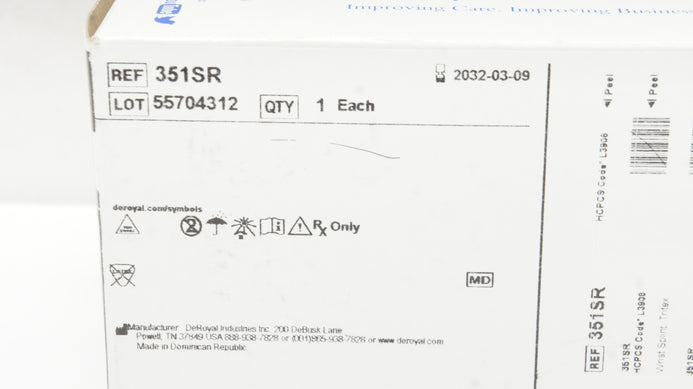 Improving Care. Improving Business
REF 351SR
2032-03-09
LOT 55704312 QTY 1 Each
deroyal.com/symbols
Rx Only
MD
Manufacturer: DeRoyal Industries Inc. 200 DeBusk Lane
Powell, TN 37849 USA 888-938-7828 or (001)865-938-7828 or www.deroyal.com
Made in Dominican Republic
Peel
HCPCS Code* L3908
Peel
REF 351SR
351SR
HCPCS Code* L3908
Wrist Splint, Tritex
351SR